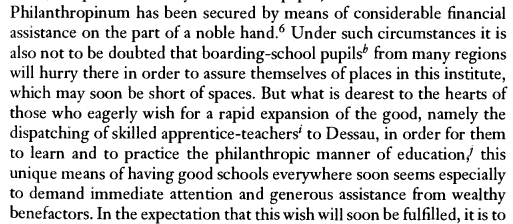 Philanthropinum has been secured by means of considerable financial
assistance on the part of a noble hand.⁶ Under such circumstances it is
also not to be doubted that boarding-school pupilsʰ from many regions
will hurry there in order to assure themselves of places in this institute,
which may soon be short of spaces. But what is dearest to the hearts of
those who eagerly wish for a rapid expansion of the good, namely the
dispatching of skilled apprentice-teachersⁱ to Dessau, in order for them
to learn and to practice the philanthropic manner of education,ʲ this
unique means of having good schools everywhere soon seems especially
to demand immediate attention and generous assistance from wealthy
benefactors. In the expectation that this wish will soon be fulfilled, it is to